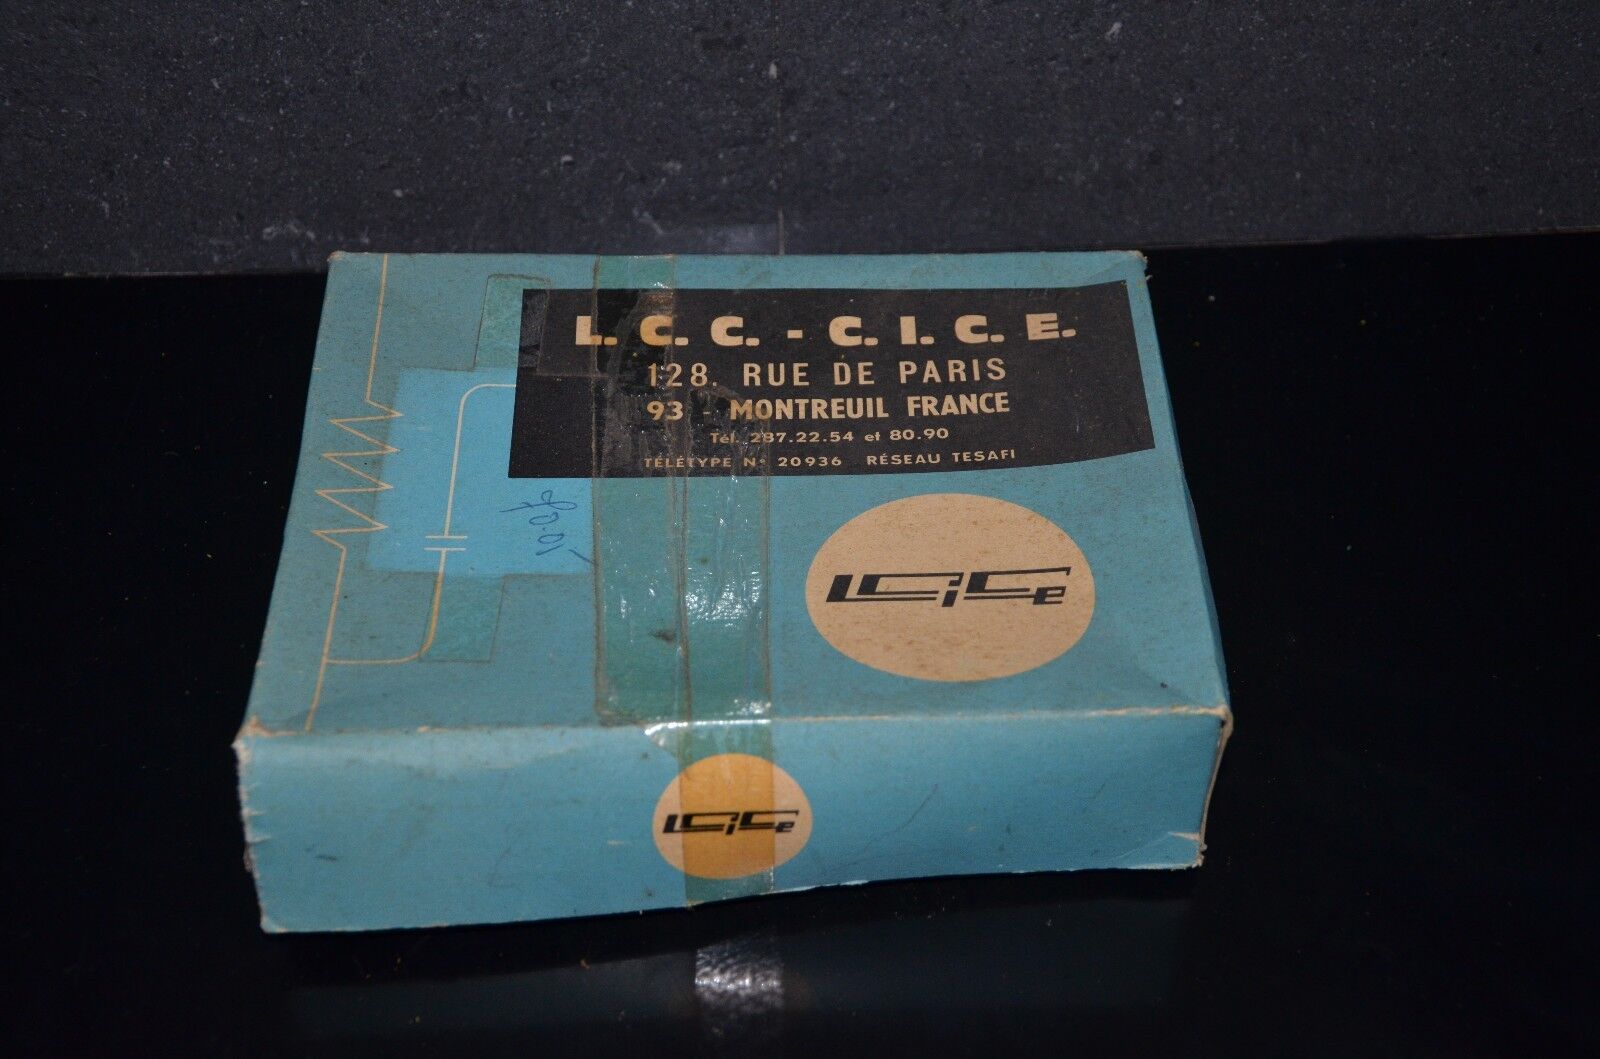 L. C. C. - C. I. C. E.
128. RUE DE PARIS
93 - MONTREUIL FRANCE
Tél. 287.22.54 et 80.90
TÉLÉTYPE N° 20936 RÉSEAU TESAFI
LCiCe
LCiCe